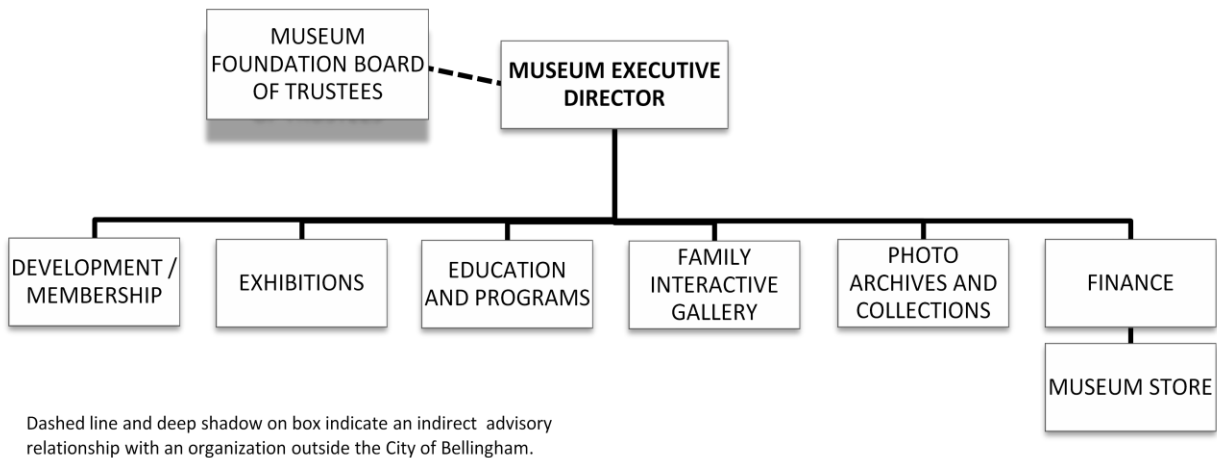 MUSEUM
FOUNDATION BOARD
OF TRUSTEES
MUSEUM EXECUTIVE
DIRECTOR
DEVELOPMENT /
MEMBERSHIP
EXHIBITIONS
EDUCATION
AND PROGRAMS
FAMILY
INTERACTIVE
GALLERY
PHOTO
ARCHIVES AND
COLLECTIONS
FINANCE
MUSEUM STORE
Dashed line and deep shadow on box indicate an indirect advisory
relationship with an organization outside the City of Bellingham.